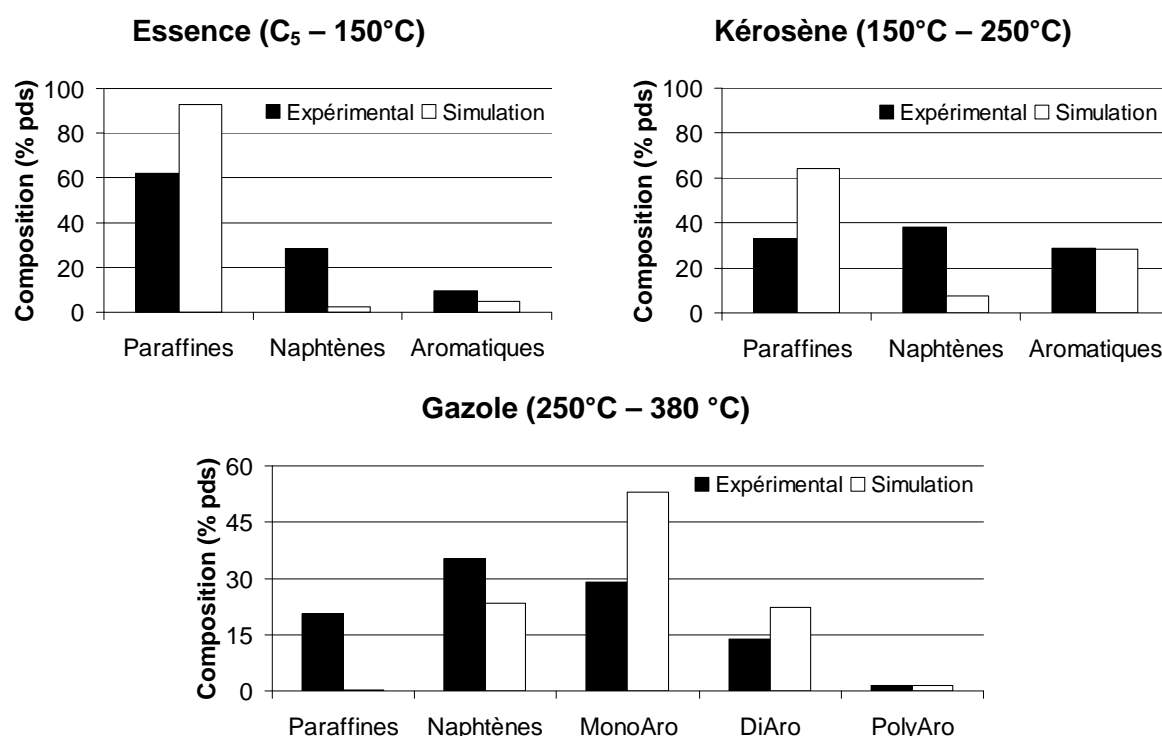 Essence (C₅ – 150°C)
Composition (% pds)
100
80
60
40
20
0
Expérimental Simulation
Paraffines Naphtènes Aromatiques
Kérosène (150°C – 250°C)
Composition (% pds)
100
80
60
40
20
0
Expérimental Simulation
Paraffines Naphtènes Aromatiques
Gazole (250°C – 380 °C)
Composition (% pds)
60
45
30
15
0
Expérimental Simulation
Paraffines Naphtènes MonoAro DiAro PolyAro